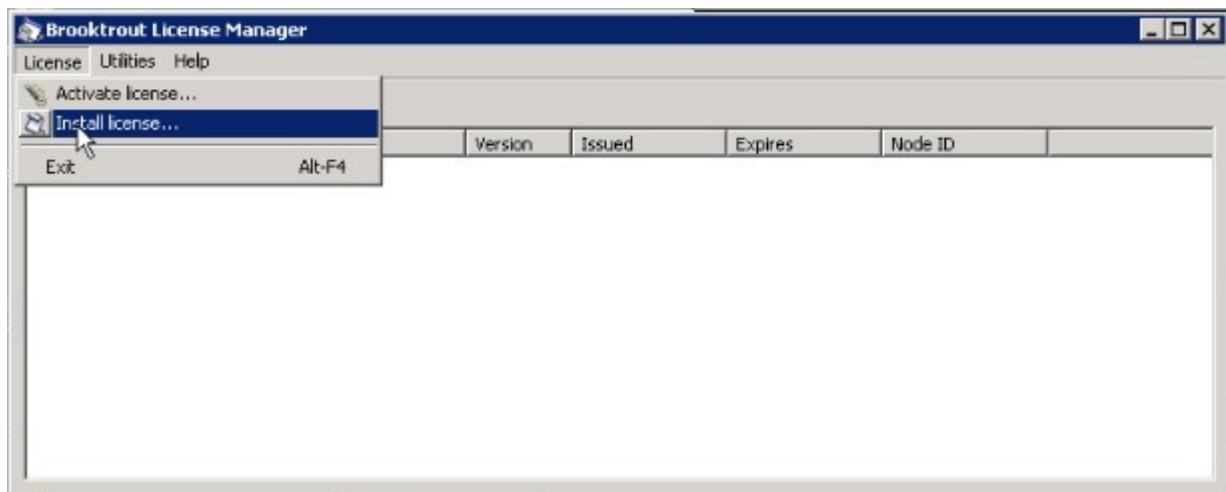 Brooktrout License Manager
License Utilities Help
Activate license...
Install license...
Version Issued Expires Node ID
Exit Alt-F4